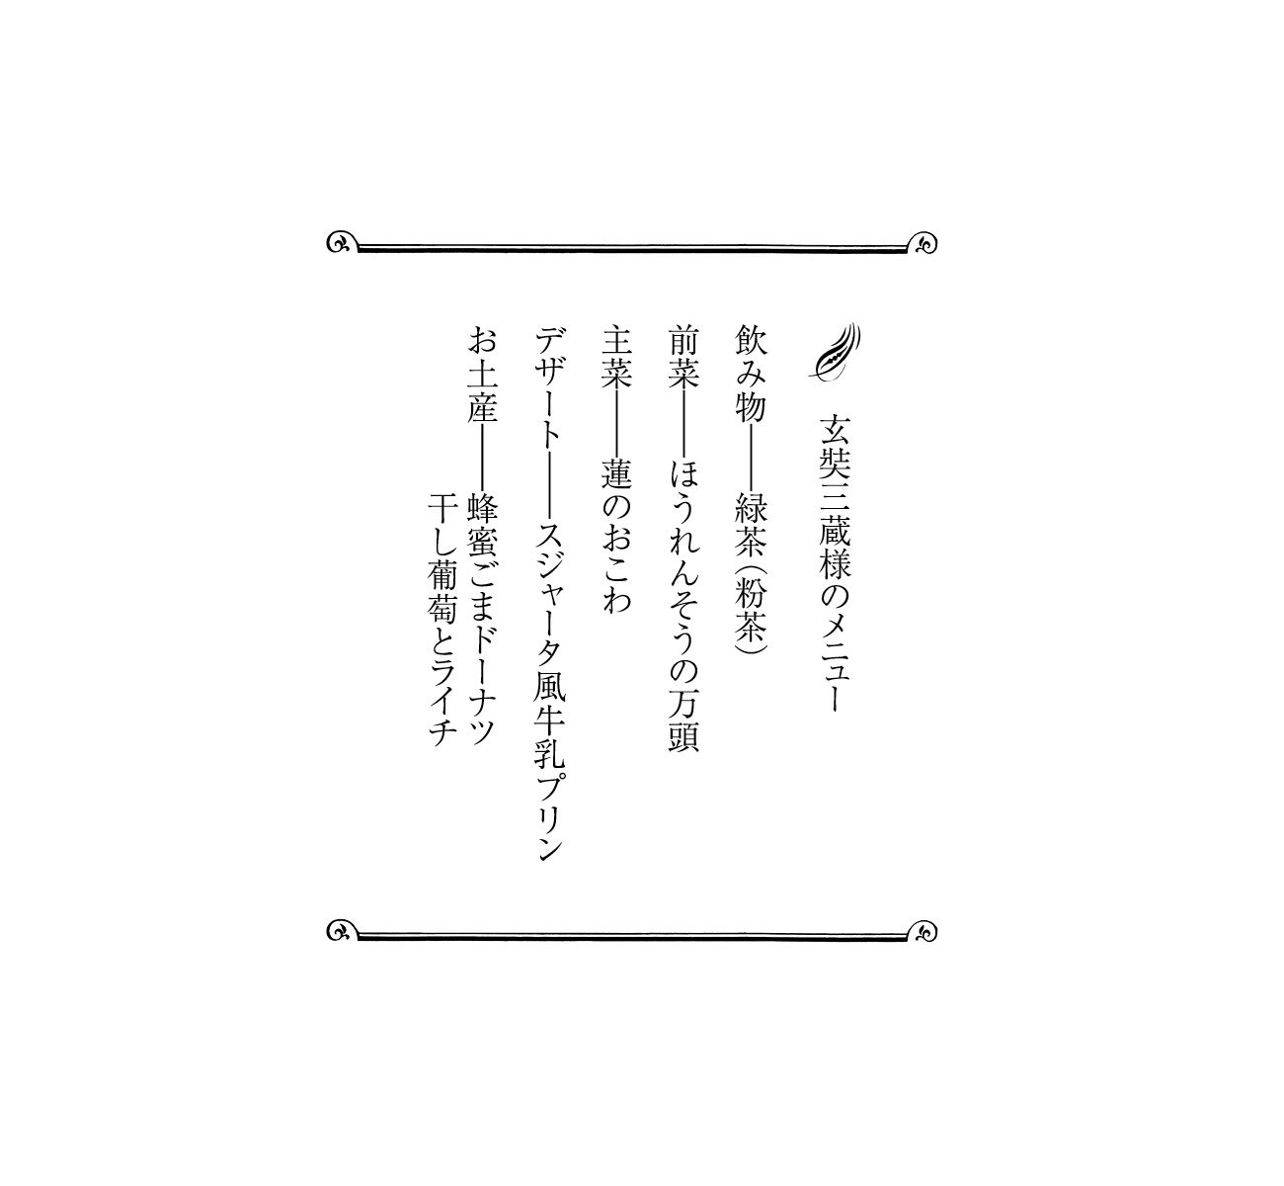 玄奘三蔵様のメニュー
飲み物――緑茶（粉茶）
前菜――ほうれんそうの万頭
主菜――蓮のおこわ
デザート――スジャータ風牛乳プリン
お土産――蜂蜜ごまドーナツ
干し葡萄とライチ